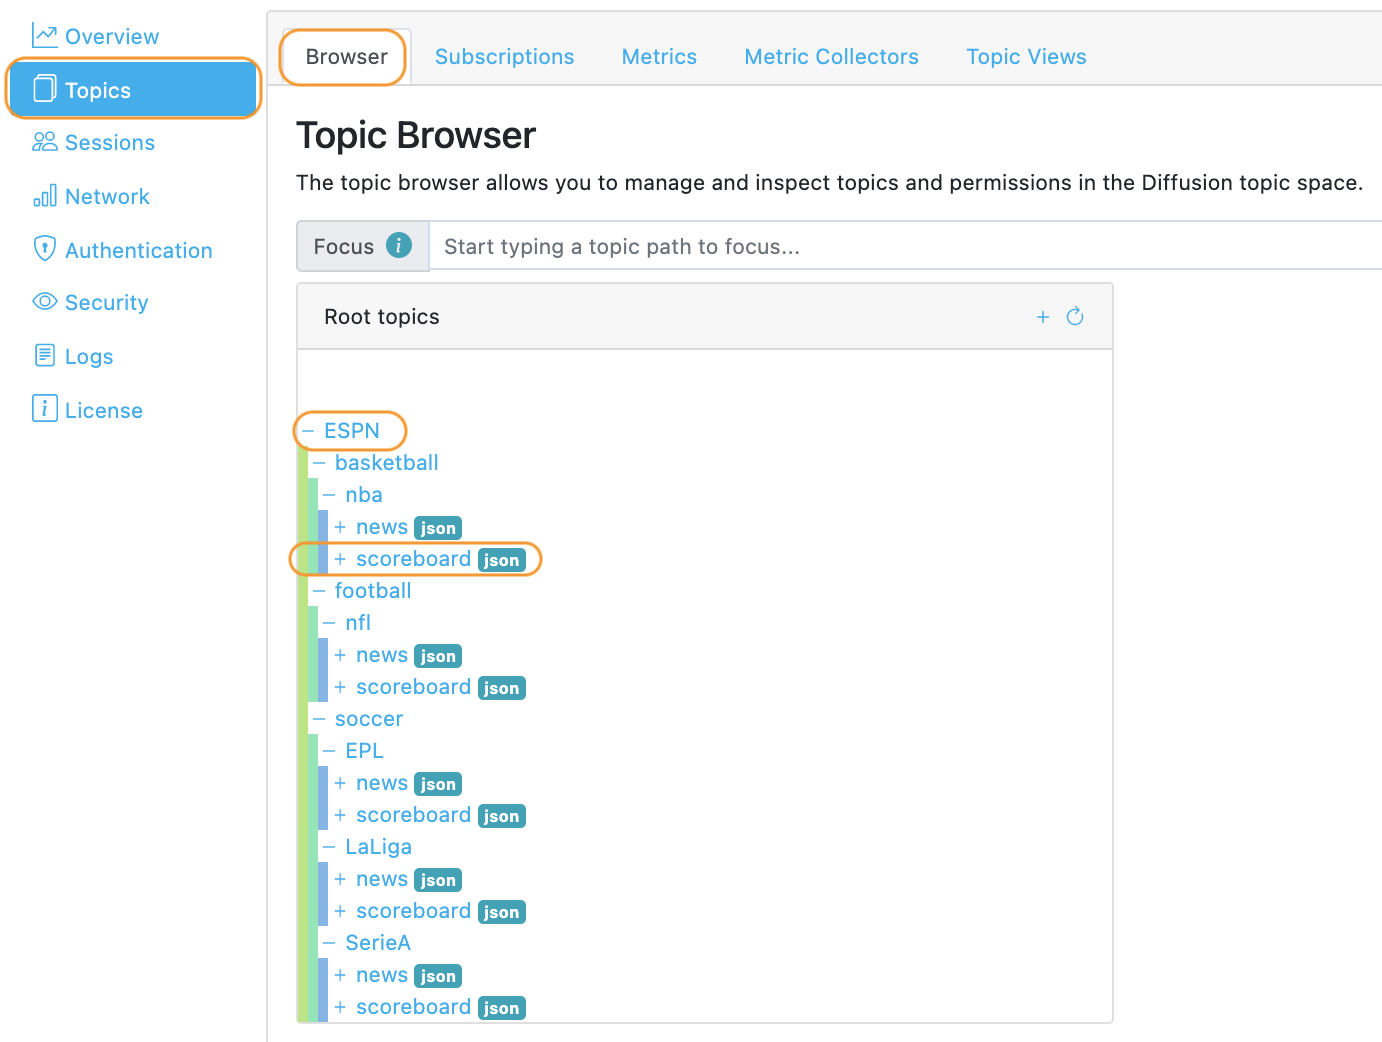 Overview
Topics
Sessions
Network
Authentication
Security
Logs
License
Browser Subscriptions Metrics Metric Collectors Topic Views
Topic Browser
The topic browser allows you to manage and inspect topics and permissions in the Diffusion topic space.
Focus i Start typing a topic path to focus...
Root topics +
− ESPN
− basketball
− nba
+ news json
+ scoreboard json
− football
− nfl
+ news json
+ scoreboard json
− soccer
− EPL
+ news json
+ scoreboard json
− LaLiga
+ news json
+ scoreboard json
− SerieA
+ news json
+ scoreboard json